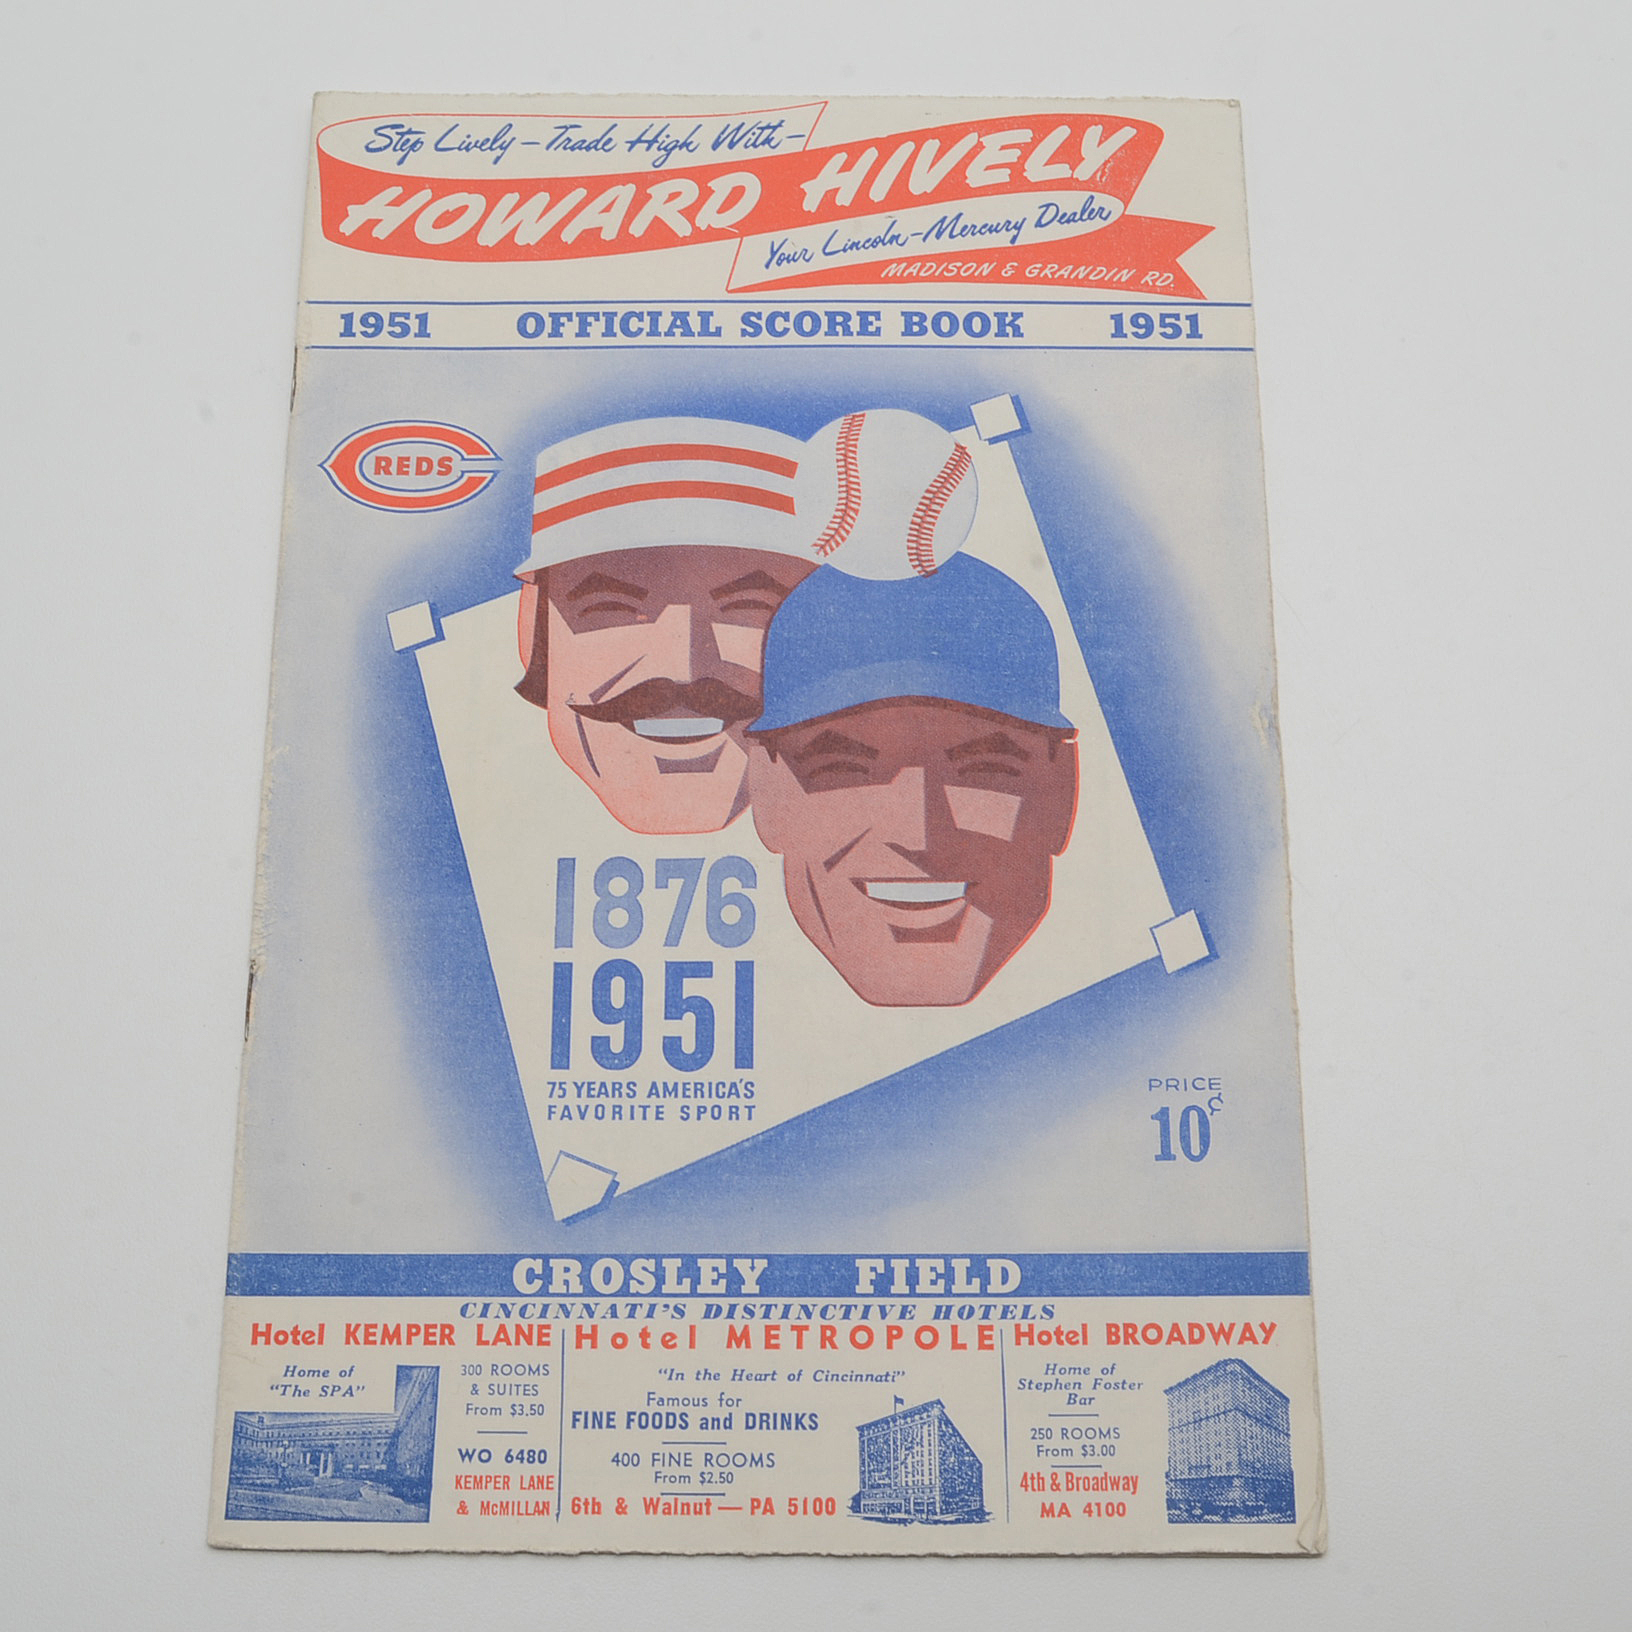 Step Lively – Trade High With –
HOWARD HIVELY
Your Lincoln-Mercury Dealer
MADISON & GRANDIN RD.
1951 OFFICIAL SCORE BOOK 1951
REDS
1876
1951
75 YEARS AMERICA'S
FAVORITE SPORT
PRICE
10¢
CROSLEY FIELD
CINCINNATI'S DISTINCTIVE HOTELS
Hotel KEMPER LANE
Home of
"The SPA"
300 ROOMS
& SUITES
From $3.50
WO 6480
KEMPER LANE
& McMILLAN
Hotel METROPOLE
"In the Heart of Cincinnati"
Famous for
FINE FOODS and DRINKS
400 FINE ROOMS
From $2.50
6th & Walnut — PA 5100
Hotel BROADWAY
Home of
Stephen Foster
Bar
250 ROOMS
From $3.00
4th & Broadway
MA 4100